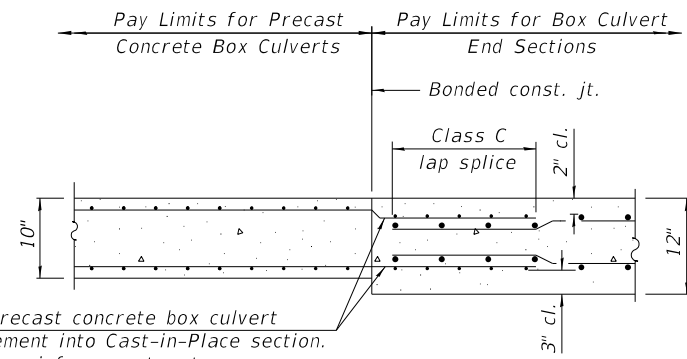 Pay Limits for Precast
Concrete Box Culverts
Pay Limits for Box Culvert
End Sections
Bonded const. jt.
Class C
lap splice
2" cl.
10"
12"
3" cl.
recast concrete box culvert
ement into Cast-in-Place section.